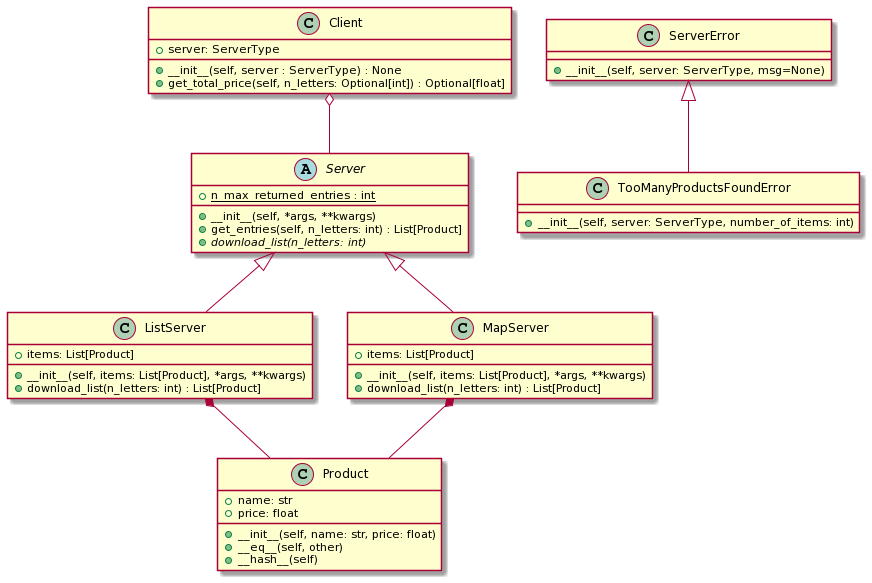 C Client
server: ServerType
__init__(self, server : ServerType) : None
get_total_price(self, n_letters: Optional[int]) : Optional[float]
C ServerError
__init__(self, server: ServerType, msg=None)
A Server
n_max_returned_entries : int
__init__(self, *args, **kwargs)
get_entries(self, n_letters: int) : List[Product]
download_list(n_letters: int)
C TooManyProductsFoundError
__init__(self, server: ServerType, number_of_items: int)
C ListServer
items: List[Product]
__init__(self, items: List[Product], *args, **kwargs)
download_list(n_letters: int) : List[Product]
C MapServer
items: List[Product]
__init__(self, items: List[Product], *args, **kwargs)
download_list(n_letters: int) : List[Product]
C Product
name: str
price: float
__init__(self, name: str, price: float)
__eq__(self, other)
__hash__(self)